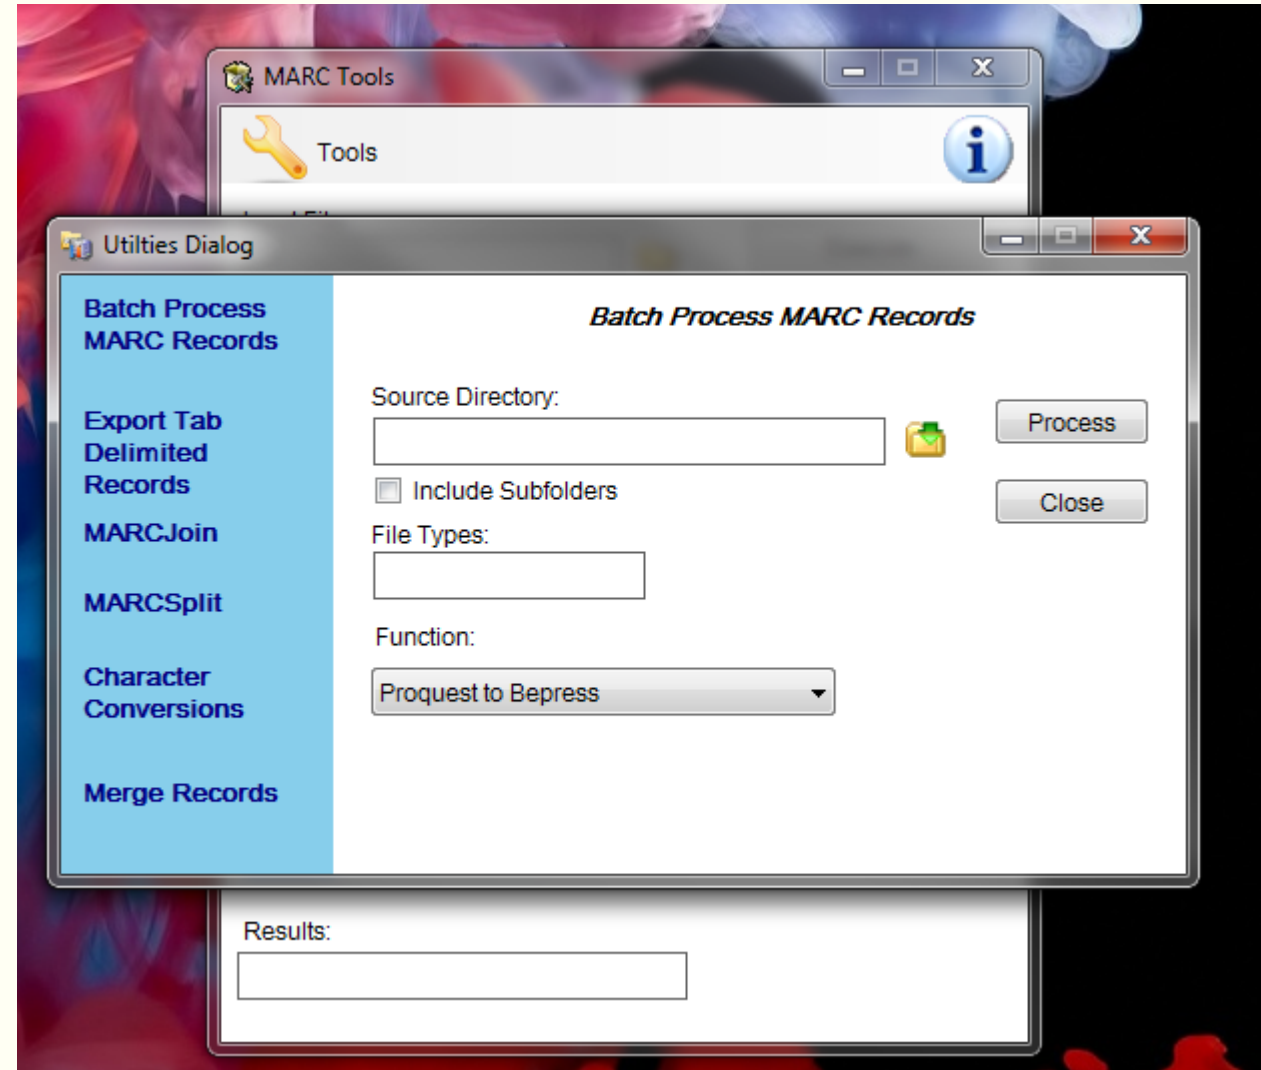 MARC Tools
Tools
Utilties Dialog
Batch Process
MARC Records
Export Tab
Delimited
Records
MARCJoin
MARCSplit
Character
Conversions
Merge Records
Batch Process MARC Records
Source Directory:
Process
Include Subfolders
Close
File Types:
Function:
Proquest to Bepress
Results: